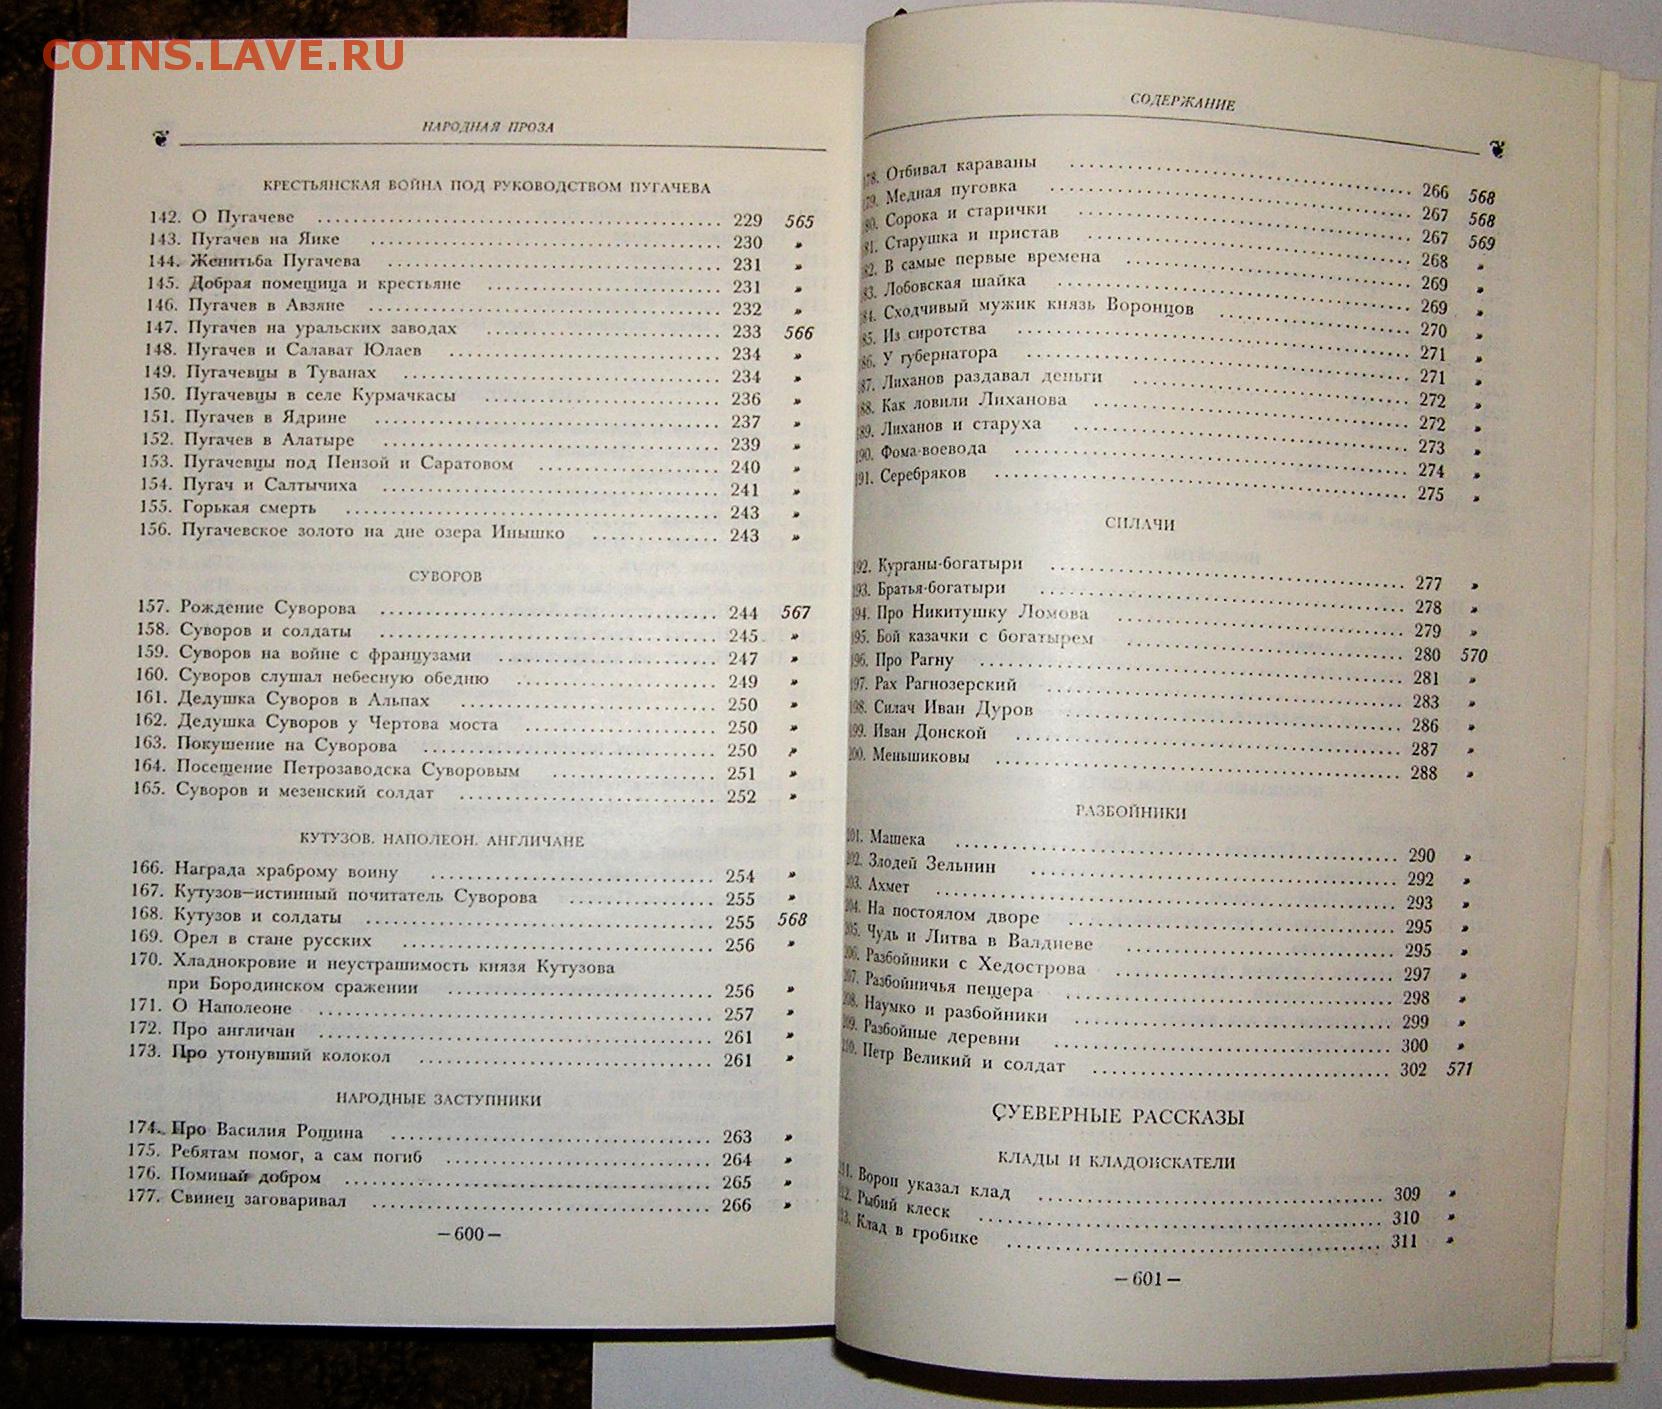 COINS.LAVE.RU
НАРОДНАЯ ПРОЗА
КРЕСТЬЯНСКАЯ ВОЙНА ПОД РУКОВОДСТВОМ ПУГАЧЕВА
142. О Пугачеве ........ 229 565
143. Пугачев на Яике ........ 230 »
144. Женитьба Пугачева ........ 231 »
145. Добрая помещица и крестьяне ........ 231 »
146. Пугачев в Авзяне ........ 232 »
147. Пугачев на уральских заводах ........ 233 566
148. Пугачев и Салават Юлаев ........ 234 »
149. Пугачевцы в Туванах ........ 234 »
150. Пугачевцы в селе Курмачкасы ........ 236 »
151. Пугачев в Ядрине ........ 237 »
152. Пугачев в Алатыре ........ 239 »
153. Пугачевцы под Пензой и Саратовом ........ 240 »
154. Пугач и Салтычиха ........ 241 »
155. Горькая смерть ........ 243 »
156. Пугачевское золото на дне озера Инышко ........ 243 »
СУВОРОВ
157. Рождение Суворова ........ 244 567
158. Суворов и солдаты ........ 245 »
159. Суворов на войне с французами ........ 247 »
160. Суворов слушал небесную обедню ........ 249 »
161. Дедушка Суворов в Альпах ........ 250 »
162. Дедушка Суворов у Чертова моста ........ 250 »
163. Покушение на Суворова ........ 250 »
164. Посещение Петрозаводска Суворовым ........ 251 »
165. Суворов и мезенский солдат ........ 252 »
КУТУЗОВ. НАПОЛЕОН. АНГЛИЧАНЕ
166. Награда храброму воину ........ 254 »
167. Кутузов—истинный почитатель Суворова ........ 255 »
168. Кутузов и солдаты ........ 255 568
169. Орел в стане русских ........ 256 »
170. Хладнокровие и неустрашимость князя Кутузова
при Бородинском сражении ........ 256 »
171. О Наполеоне ........ 257 »
172. Про англичан ........ 261 »
173. Про утонувший колокол ........ 261 »
НАРОДНЫЕ ЗАСТУПНИКИ
174. Про Василия Рощина ........ 263 »
175. Ребятам помог, а сам погиб ........ 264 »
176. Поминай добром ........ 265 »
177. Свинец заговаривал ........ 266 »
—600—
СОДЕРЖАНИЕ
178. Отбивал караваны ........ 266 568
79. Медная пуговка ........ 267 568
80. Сорока и старички ........ 267 569
81. Старушка и пристав ........ 268 »
82. В самые первые времена ........ 269 »
83. Лобовская шайка ........ 269 »
84. Сходчивый мужик князь Воронцов ........ 270 »
85. Из сиротства ........ 271 »
86. У губернатора ........ 271 »
87. Лиханов раздавал деньги ........ 272 »
88. Как ловили Лиханова ........ 272 »
189. Лиханов и старуха ........ 273 »
190. Фома-воевода ........ 274 »
191. Серебряков ........ 275 »
СИЛАЧИ
192. Курганы-богатыри ........ 277 »
193. Братья-богатыри ........ 278 »
194. Про Никитушку Ломова ........ 279 »
195. Бой казачки с богатырем ........ 280 570
196. Про Рагну ........ 281 »
197. Рах Рагнозерский ........ 283 »
198. Силач Иван Дуров ........ 286 »
199. Иван Донской ........ 287 »
200. Меньшиковы ........ 288 »
РАЗБОЙНИКИ
201. Машека ........ 290 »
202. Злодей Зельнин ........ 292 »
203. Ахмет ........ 293 »
204. На постоялом дворе ........ 295 »
205. Чудь и Литва в Валдиеве ........ 295 »
206. Разбойники с Хедострова ........ 297 »
207. Разбойничья пещера ........ 298 »
208. Наумко и разбойники ........ 299 »
209. Разбойные деревни ........ 300 »
210. Петр Великий и солдат ........ 302 571
СУЕВЕРНЫЕ РАССКАЗЫ
КЛАДЫ И КЛАДОИСКАТЕЛИ
211. Ворон указал клад ........ 309 »
212. Рыбий клеск ........ 310 »
213. Клад в гробике ........ 311 »
—601—